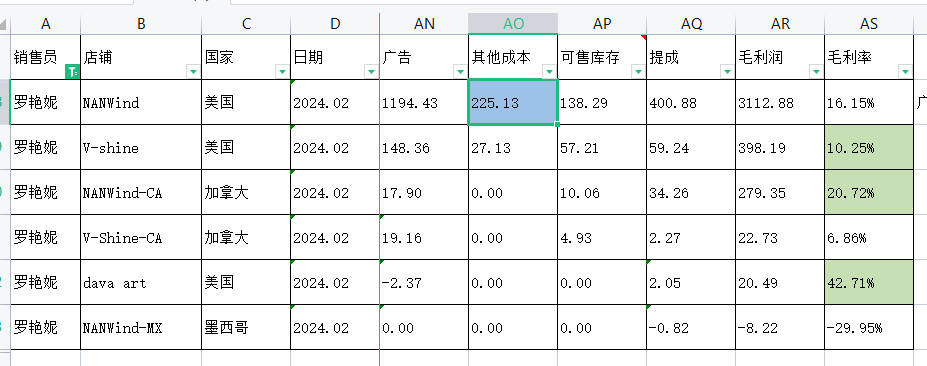 A B C D AN AO AP AQ AR AS
销售员 店铺 国家 日期 广告 其他成本 可售库存 提成 毛利润 毛利率
罗艳妮 NANWind 美国 2024.02 1194.43 225.13 138.29 400.88 3112.88 16.15%
罗艳妮 V-shine 美国 2024.02 148.36 27.13 57.21 59.24 398.19 10.25%
罗艳妮 NANWind-CA 加拿大 2024.02 17.90 0.00 10.06 34.26 279.35 20.72%
罗艳妮 V-Shine-CA 加拿大 2024.02 19.16 0.00 4.93 2.27 22.73 6.86%
罗艳妮 dava art 美国 2024.02 -2.37 0.00 0.00 2.05 20.49 42.71%
罗艳妮 NANWind-MX 墨西哥 2024.02 0.00 0.00 0.00 -0.82 -8.22 -29.95%